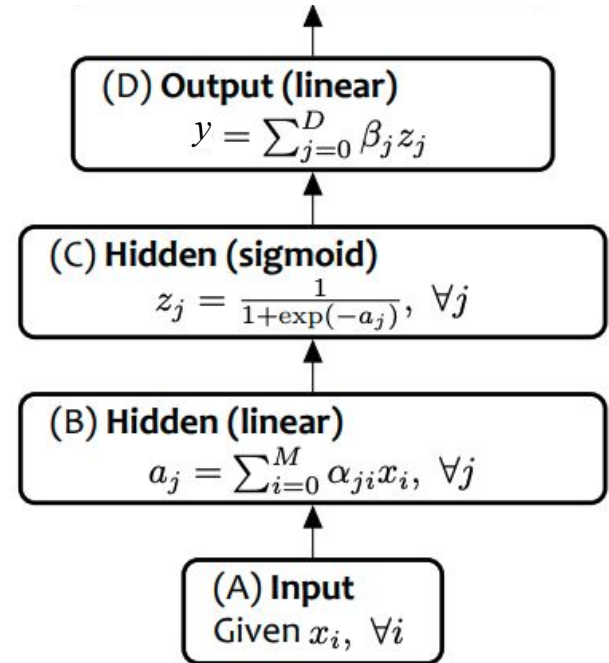 (D) Output (linear)
y = ∑_{j=0}^{D} β_j z_j
(C) Hidden (sigmoid)
z_j = \frac{1}{1+exp(−a_j)}, ∀j
(B) Hidden (linear)
a_j = ∑_{i=0}^{M} α_{ji} x_i, ∀j
(A) Input
Given x_i, ∀i